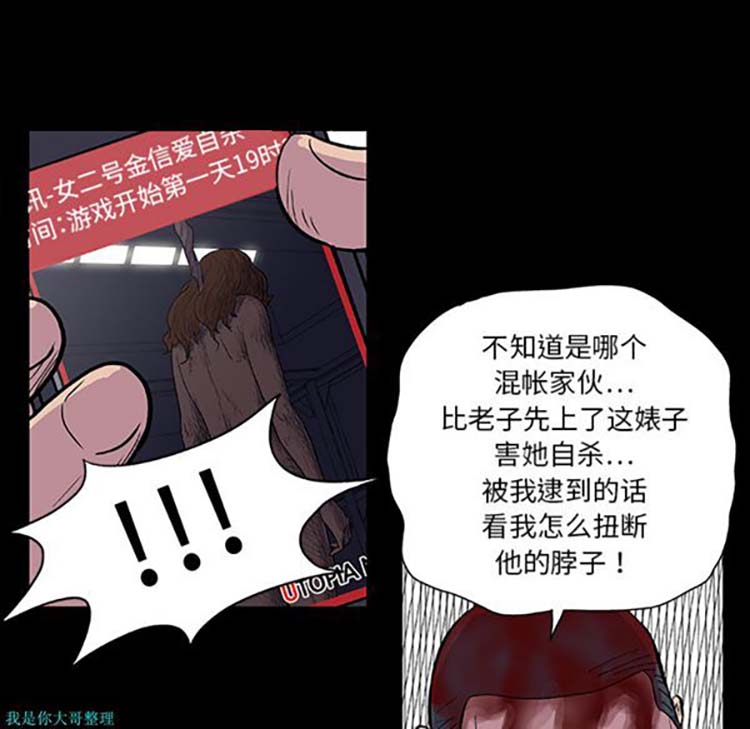 讯-女二号金信爱自杀
间:游戏开始第一天19时
!!!
UTOPIA
不知道是哪个
混帐家伙...
比老子先上了这婊子
害她自杀...
被我逮到的话
看我怎么扭断
他的脖子!
我是你大哥整理